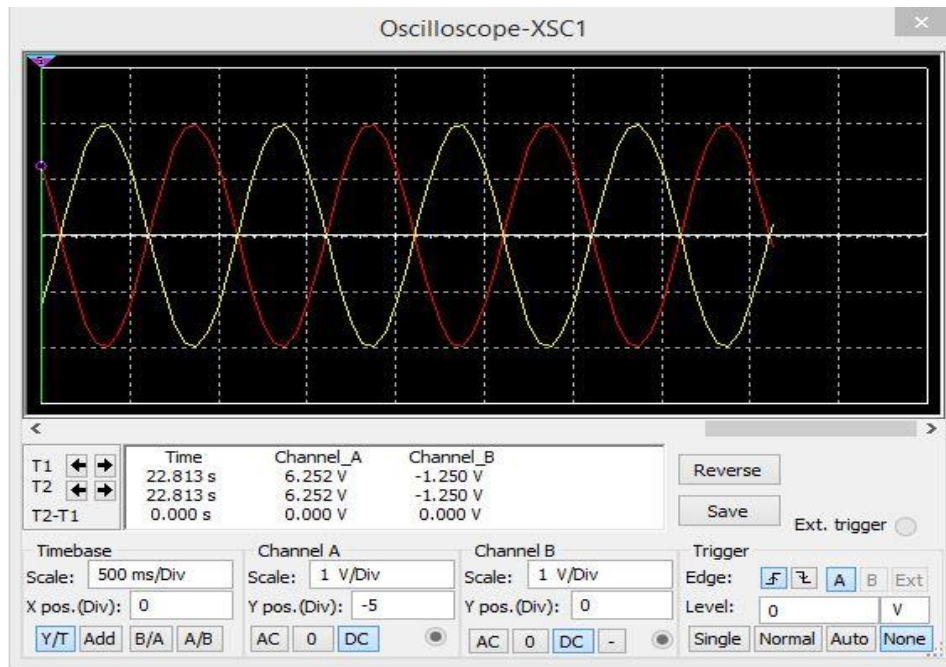 Oscilloscope-XSC1
Time Channel_A Channel_B
T1 22.813 s 6.252 V -1.250 V
T2 22.813 s 6.252 V -1.250 V
T2-T1 0.000 s 0.000 V 0.000 V
Reverse
Save
Ext. trigger
Timebase
Scale: 500 ms/Div
X pos.(Div): 0
Y/T Add B/A A/B
Channel A
Scale: 1 V/Div
Y pos.(Div): -5
AC 0 DC
Channel B
Scale: 1 V/Div
Y pos.(Div): 0
AC 0 DC -
Trigger
Edge: A B Ext
Level: 0 V
Single Normal Auto None